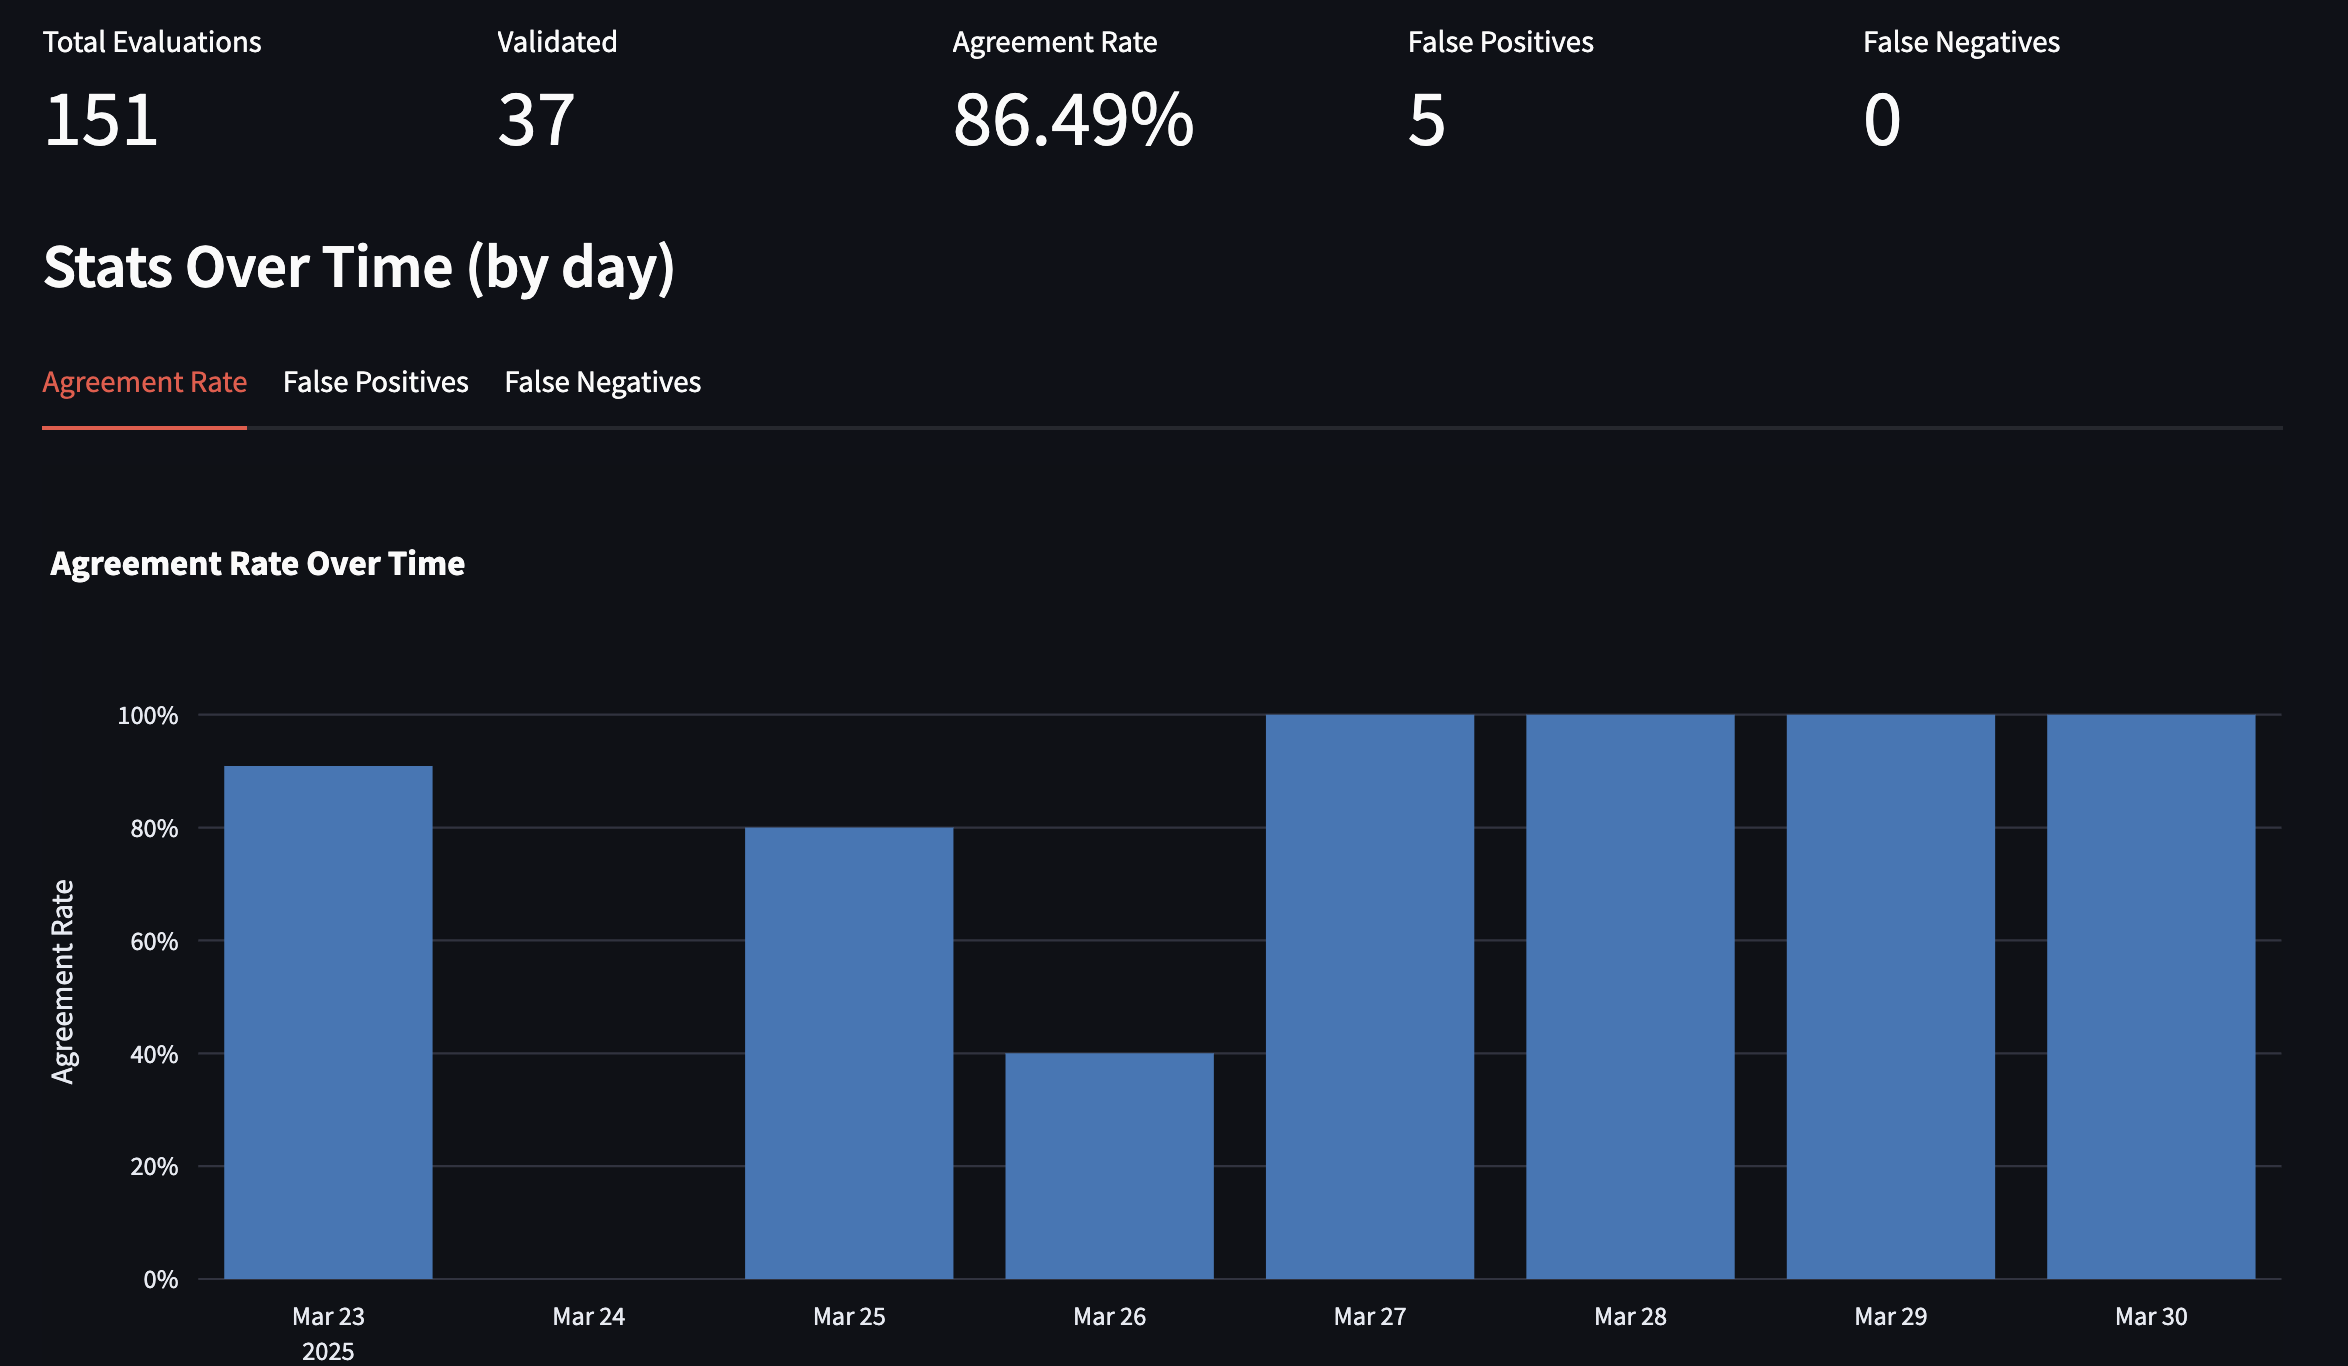 Total Evaluations
Validated
Agreement Rate
False Positives
False Negatives
151
37
86.49%
5
0
Stats Over Time (by day)
Agreement Rate
False Positives
False Negatives
Agreement Rate Over Time
100%
80%
60%
40%
20%
0%
Agreement Rate
Mar 23
2025
Mar 24
Mar 25
Mar 26
Mar 27
Mar 28
Mar 29
Mar 30